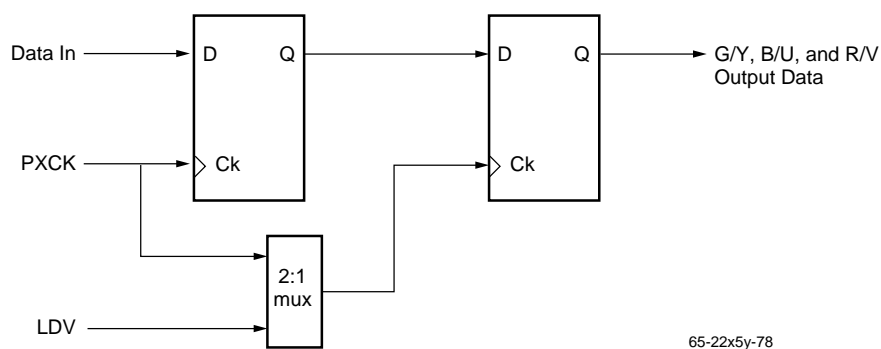 Data In
D
Q
D
Q
G/Y, B/U, and R/V
Output Data
PXCK
Ck
Ck
2:1
mux
LDV
65-22x5y-78